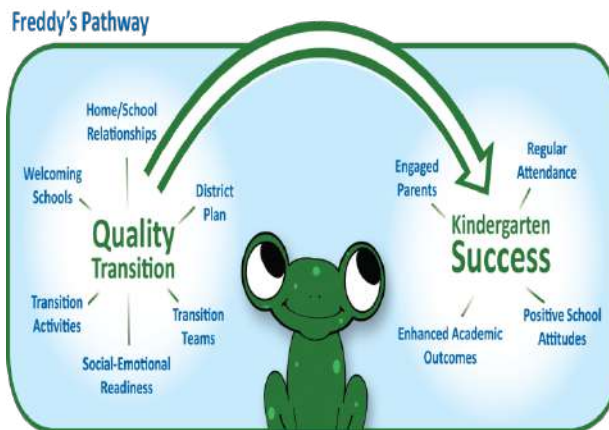 Freddy's Pathway
Home/School
Relationships
Welcoming
Schools
District
Plan
Quality
Transition
Transition
Activities
Transition
Teams
Social-Emotional
Readiness
Engaged
Parents
Regular
Attendance
Kindergarten
Success
Enhanced Academic
Outcomes
Positive School
Attitudes